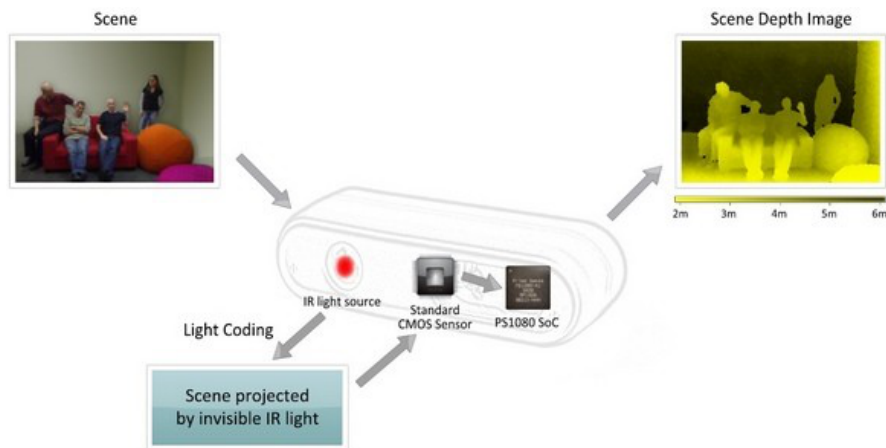 Scene
Scene Depth Image
2m 3m 4m 5m 6m
IR light source
Standard
CMOS Sensor
PS1080 SoC
Light Coding
Scene projected
by invisible IR light